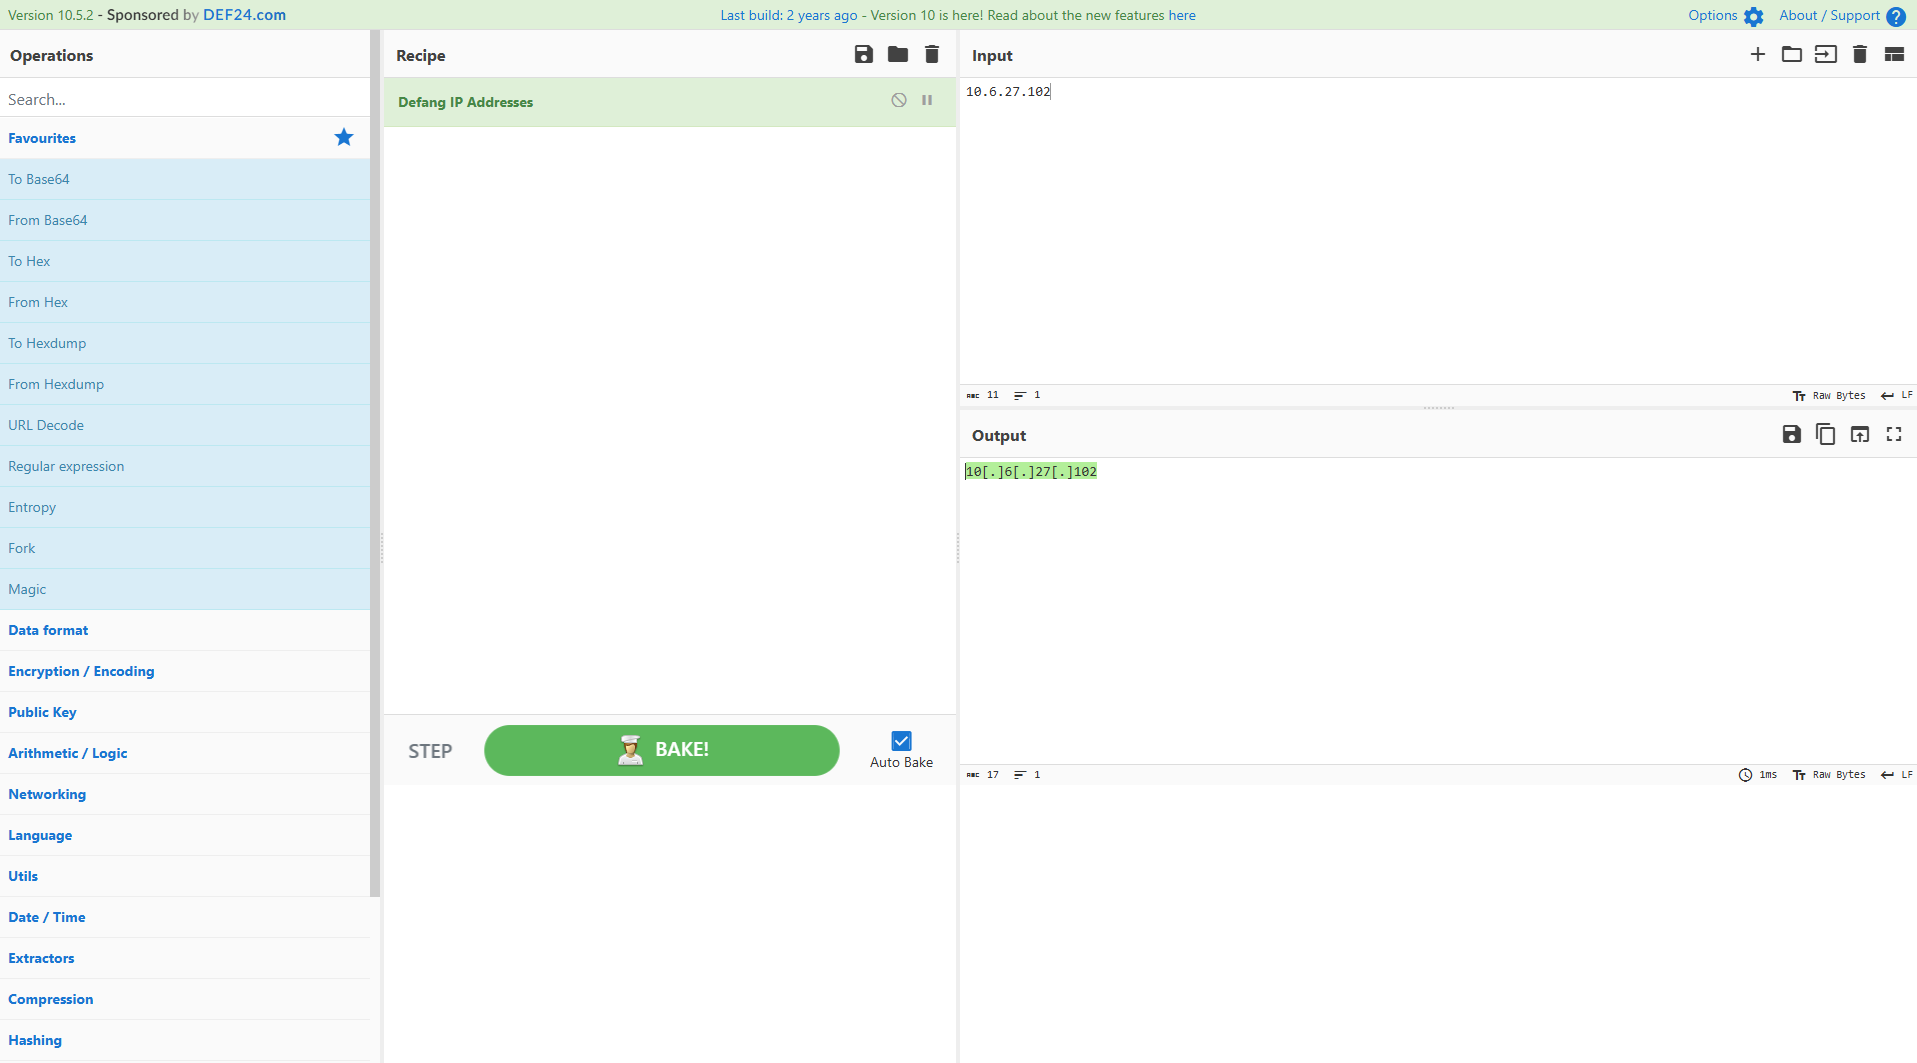 Version 10.5.2 - Sponsored by DEF24.com
Last build: 2 years ago - Version 10 is here! Read about the new features here
Options
About / Support
Operations
Search...
Favourites
To Base64
From Base64
To Hex
From Hex
To Hexdump
From Hexdump
URL Decode
Regular expression
Entropy
Fork
Magic
Data format
Encryption / Encoding
Public Key
Arithmetic / Logic
Networking
Language
Utils
Date / Time
Extractors
Compression
Hashing
Recipe
Defang IP Addresses
STEP
BAKE!
Auto Bake
Input
10.6.27.102
ABC 11 1
Raw Bytes LF
Output
10[.]6[.]27[.]102
ABC 17 1
1ms Raw Bytes LF